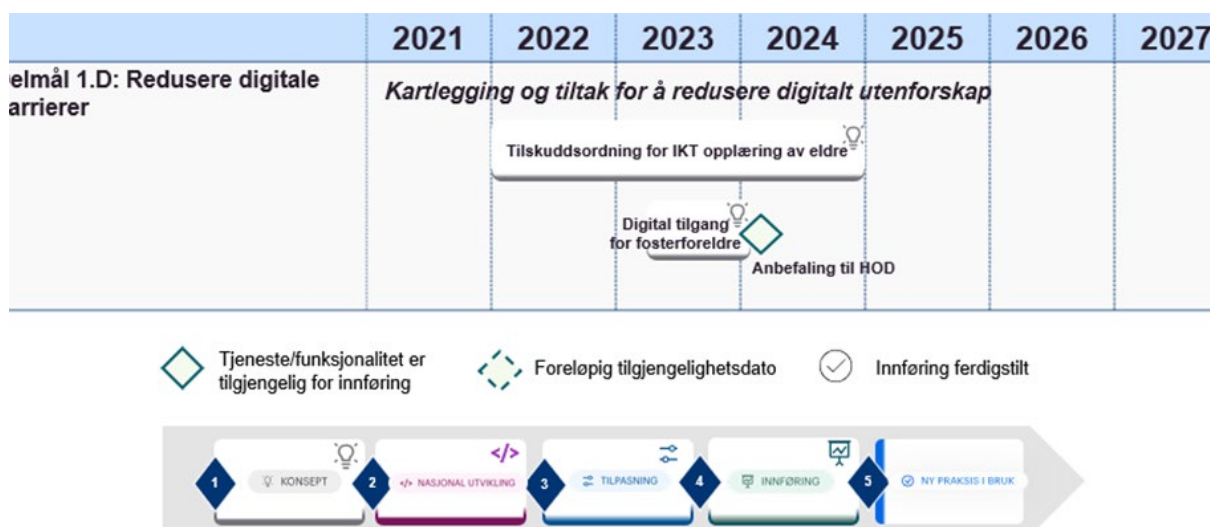 2021 2022 2023 2024 2025 2026 2027
elmål 1.D: Redusere digitale
arrierer
Kartlegging og tiltak for å redusere digitalt utenforskap
Tilskuddsordning for IKT opplæring av eldre
Digital tilgang
for fosterforeldre
Anbefaling til HOD
Tjeneste/funksjonalitet er
tilgjengelig for innføring
Foreløpig tilgjengelighetsdato
Innføring ferdigstilt
1 KONSEPT 2 </> NASJONAL UTVIKLING 3 TILPASNING 4 INNFØRING 5 NY PRAKSIS I BRUK